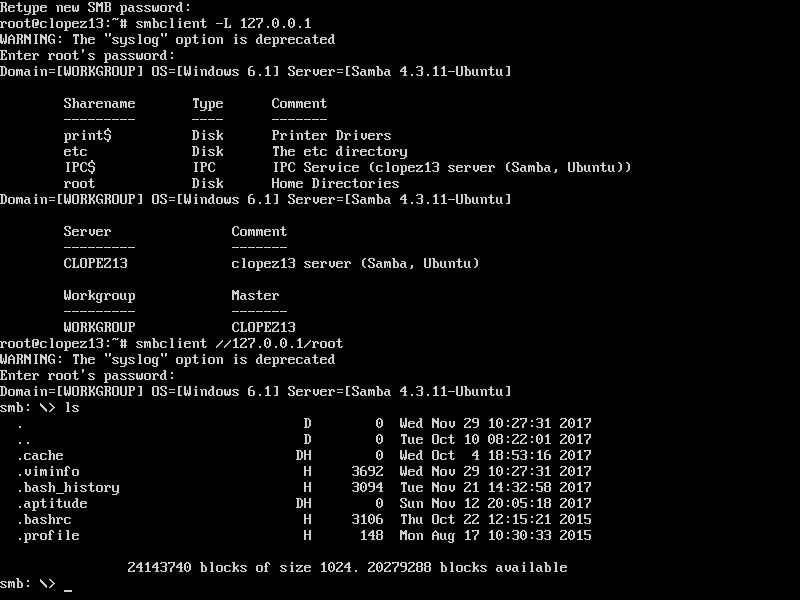 Retype new SMB password:
root@clopez13:~# smbclient -L 127.0.0.1
WARNING: The "syslog" option is deprecated
Enter root's password:
Domain=[WORKGROUP] OS=[Windows 6.1] Server=[Samba 4.3.11-Ubuntu]

        Sharename       Type      Comment
        ---------       ----      -------
        print$          Disk      Printer Drivers
        etc             Disk      The etc directory
        IPC$            IPC       IPC Service (clopez13 server (Samba, Ubuntu))
        root            Disk      Home Directories
Domain=[WORKGROUP] OS=[Windows 6.1] Server=[Samba 4.3.11-Ubuntu]

        Server               Comment
        ---------            -------
        CLOPEZ13             clopez13 server (Samba, Ubuntu)

        Workgroup            Master
        ---------            -------
        WORKGROUP            CLOPEZ13
root@clopez13:~# smbclient //127.0.0.1/root
WARNING: The "syslog" option is deprecated
Enter root's password:
Domain=[WORKGROUP] OS=[Windows 6.1] Server=[Samba 4.3.11-Ubuntu]
smb: \> ls
  .                                   D        0  Wed Nov 29 10:27:31 2017
  ..                                  D        0  Tue Oct 10 08:22:01 2017
  .cache                             DH        0  Wed Oct  4 18:53:16 2017
  .viminfo                            H     3692  Wed Nov 29 10:27:31 2017
  .bash_history                       H     3094  Tue Nov 21 14:32:58 2017
  .aptitude                          DH        0  Sun Nov 12 20:05:18 2017
  .bashrc                             H     3106  Thu Oct 22 12:15:21 2015
  .profile                            H      148  Mon Aug 17 10:30:33 2015

                24143740 blocks of size 1024. 20279288 blocks available
smb: \> _